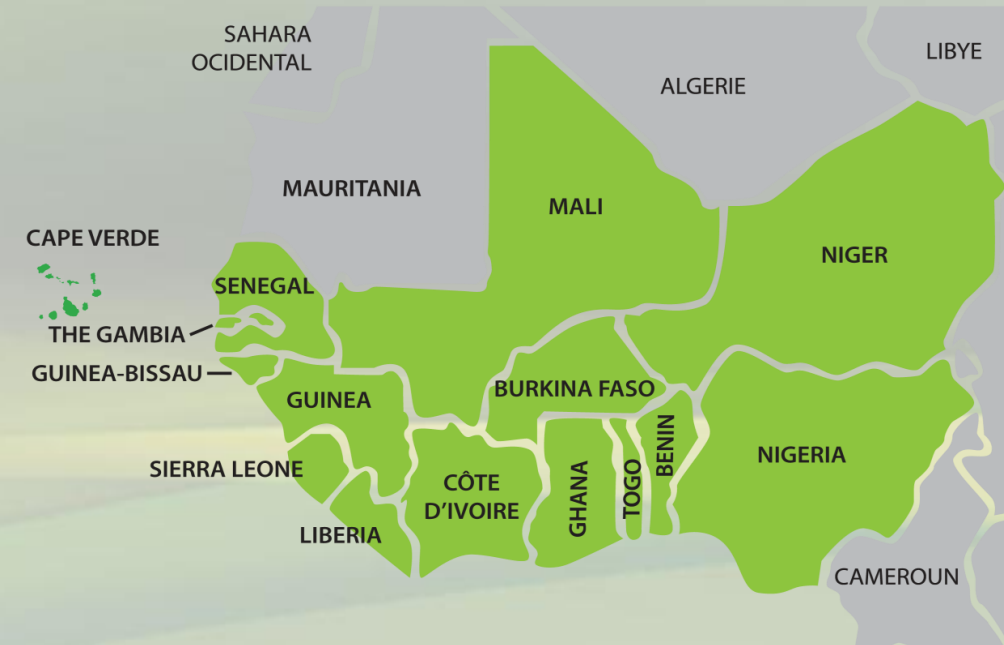 SAHARA
OCIDENTAL
LIBYE
ALGERIE
MAURITANIA
MALI
CAPE VERDE
NIGER
SENEGAL
THE GAMBIA
GUINEA-BISSAU
BURKINA FASO
GUINEA
BENIN
NIGERIA
SIERRA LEONE
CÔTE
D'IVOIRE
GHANA
TOGO
LIBERIA
CAMEROUN